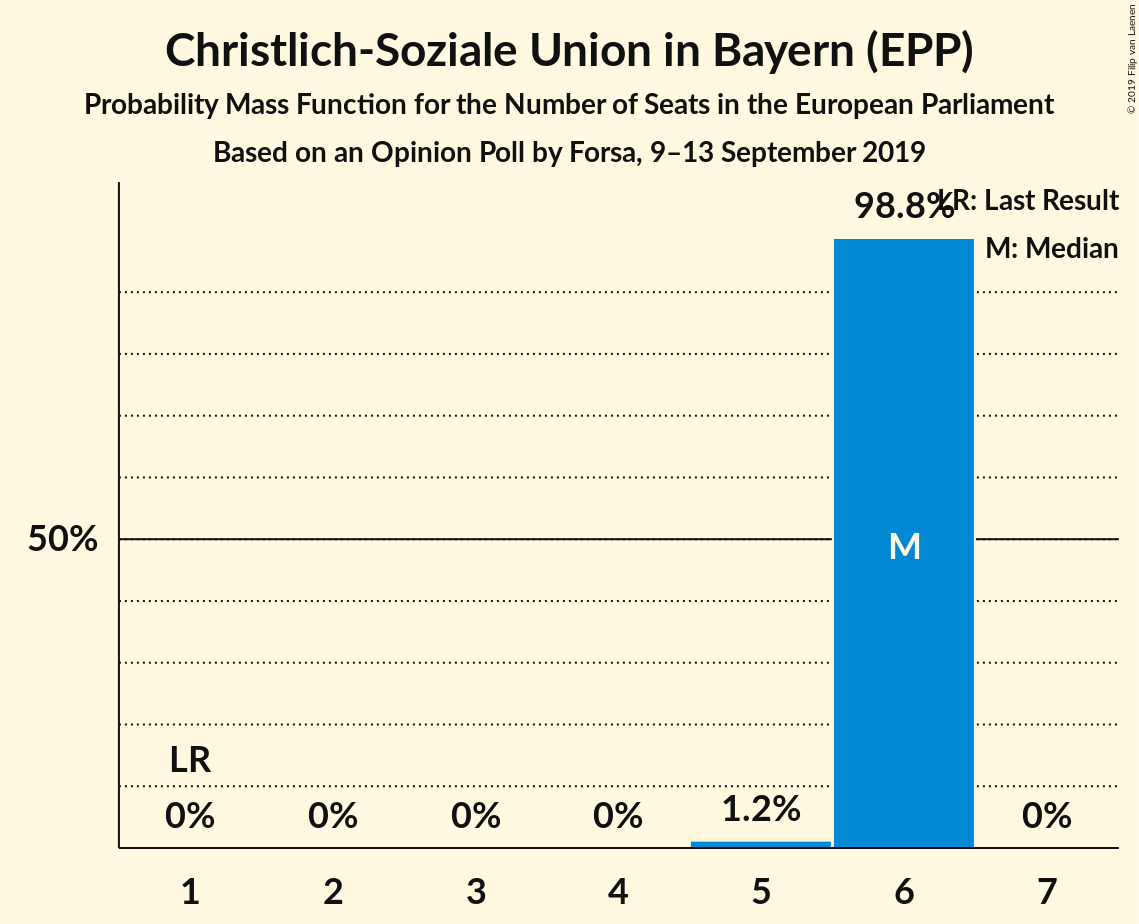 Christlich-Soziale Union in Bayern (EPP)
Probability Mass Function for the Number of Seats in the European Parliament
Based on an Opinion Poll by Forsa, 9–13 September 2019
© 2019 Filip van Laenen
LR: Last Result
M: Median
98.8%
50%
M
LR
0%
0%
0%
0%
1.2%
0%
1
2
3
4
5
6
7